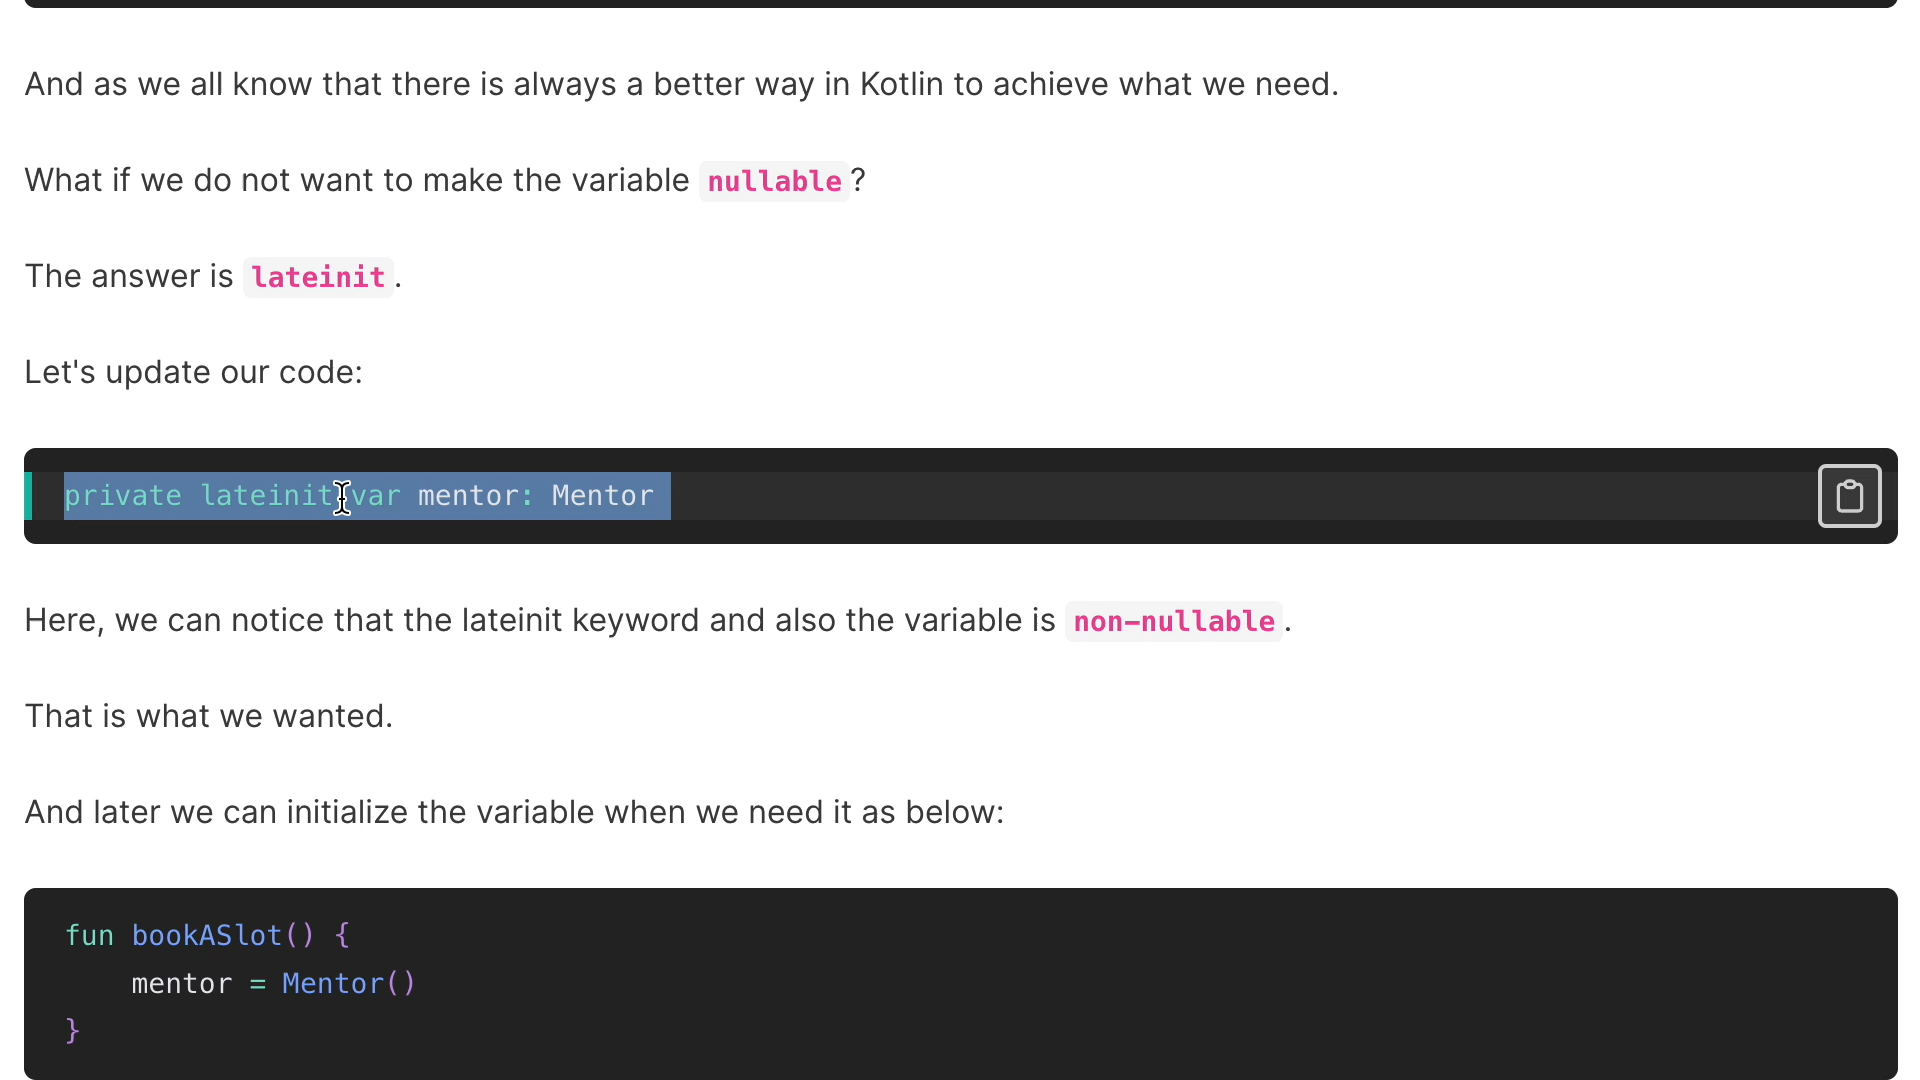 And as we all know that there is always a better way in Kotlin to achieve what we need.
What if we do not want to make the variable nullable?
The answer is lateinit.
Let's update our code:
private lateinit var mentor: Mentor
Here, we can notice that the lateinit keyword and also the variable is non-nullable.
That is what we wanted.
And later we can initialize the variable when we need it as below:
fun bookASlot() {
    mentor = Mentor()
}